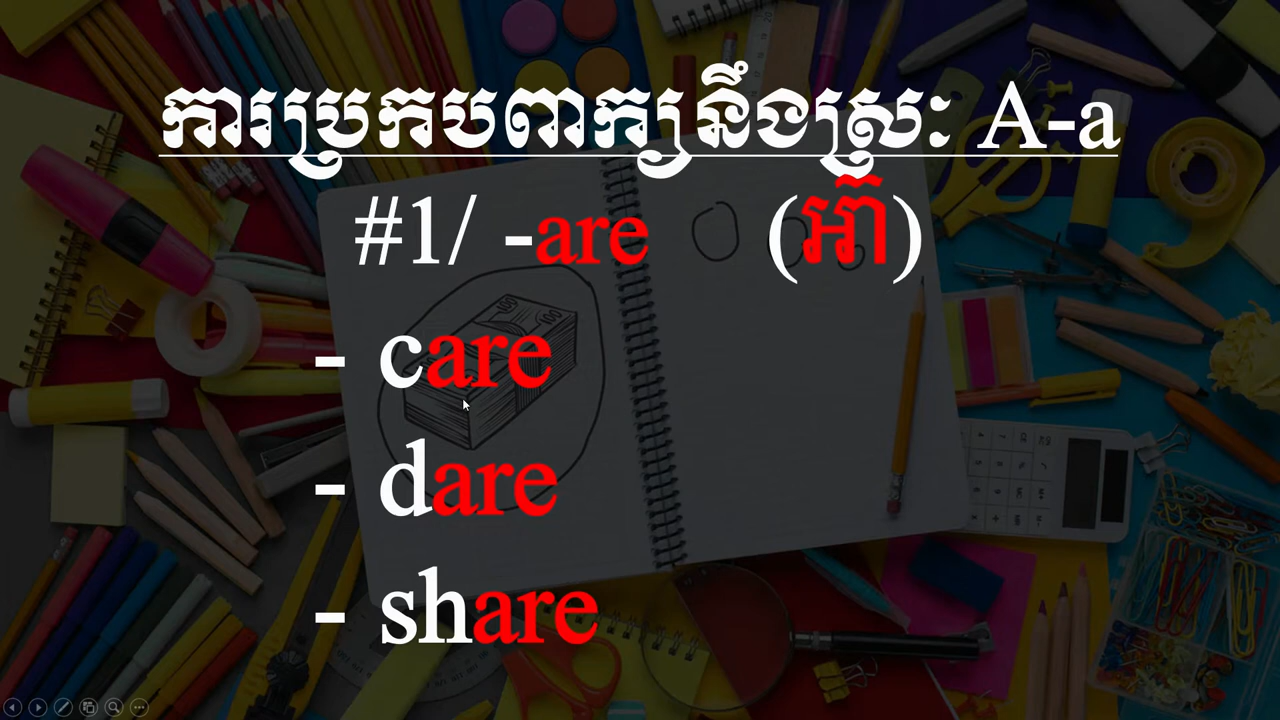 ការប្រកបពាក្យនឹងស្រៈ A-a
#1/ -are (អ៊ា)
- care
- dare
- share